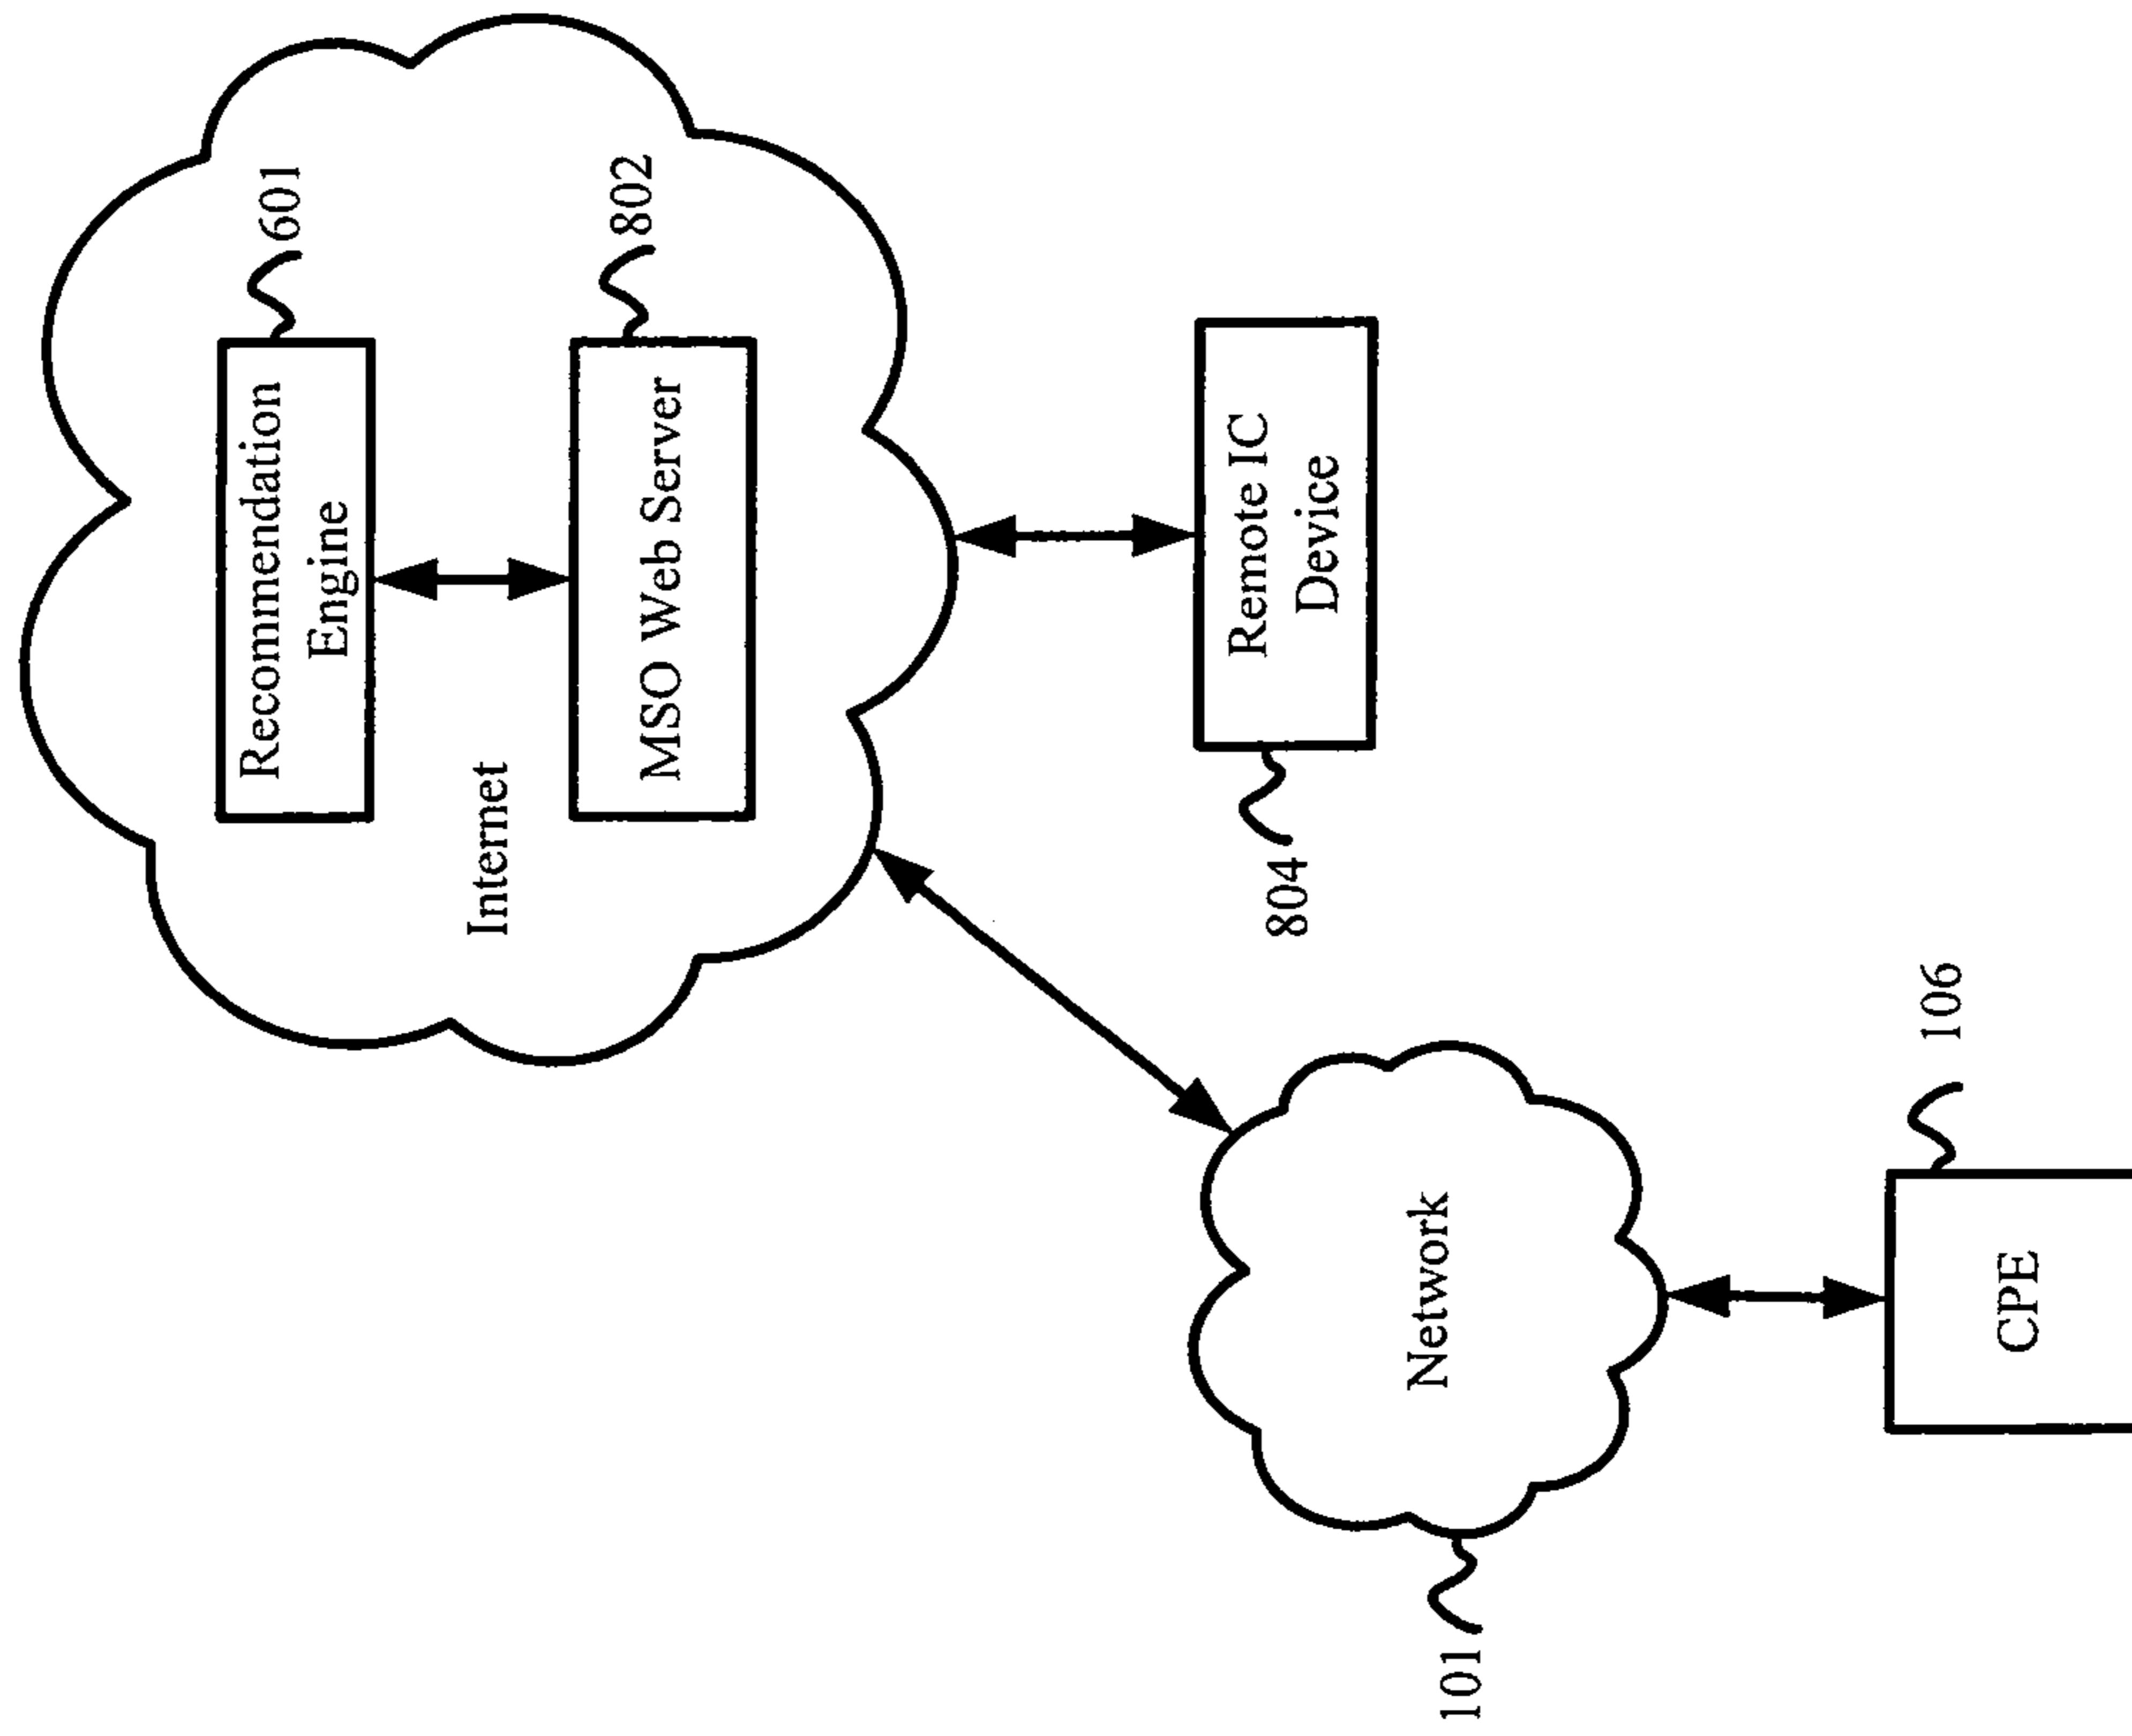 601
Recommendation
Engine
802
MSO Web Server
Internet
Remote IC
Device
804
106
Network
CPE
101